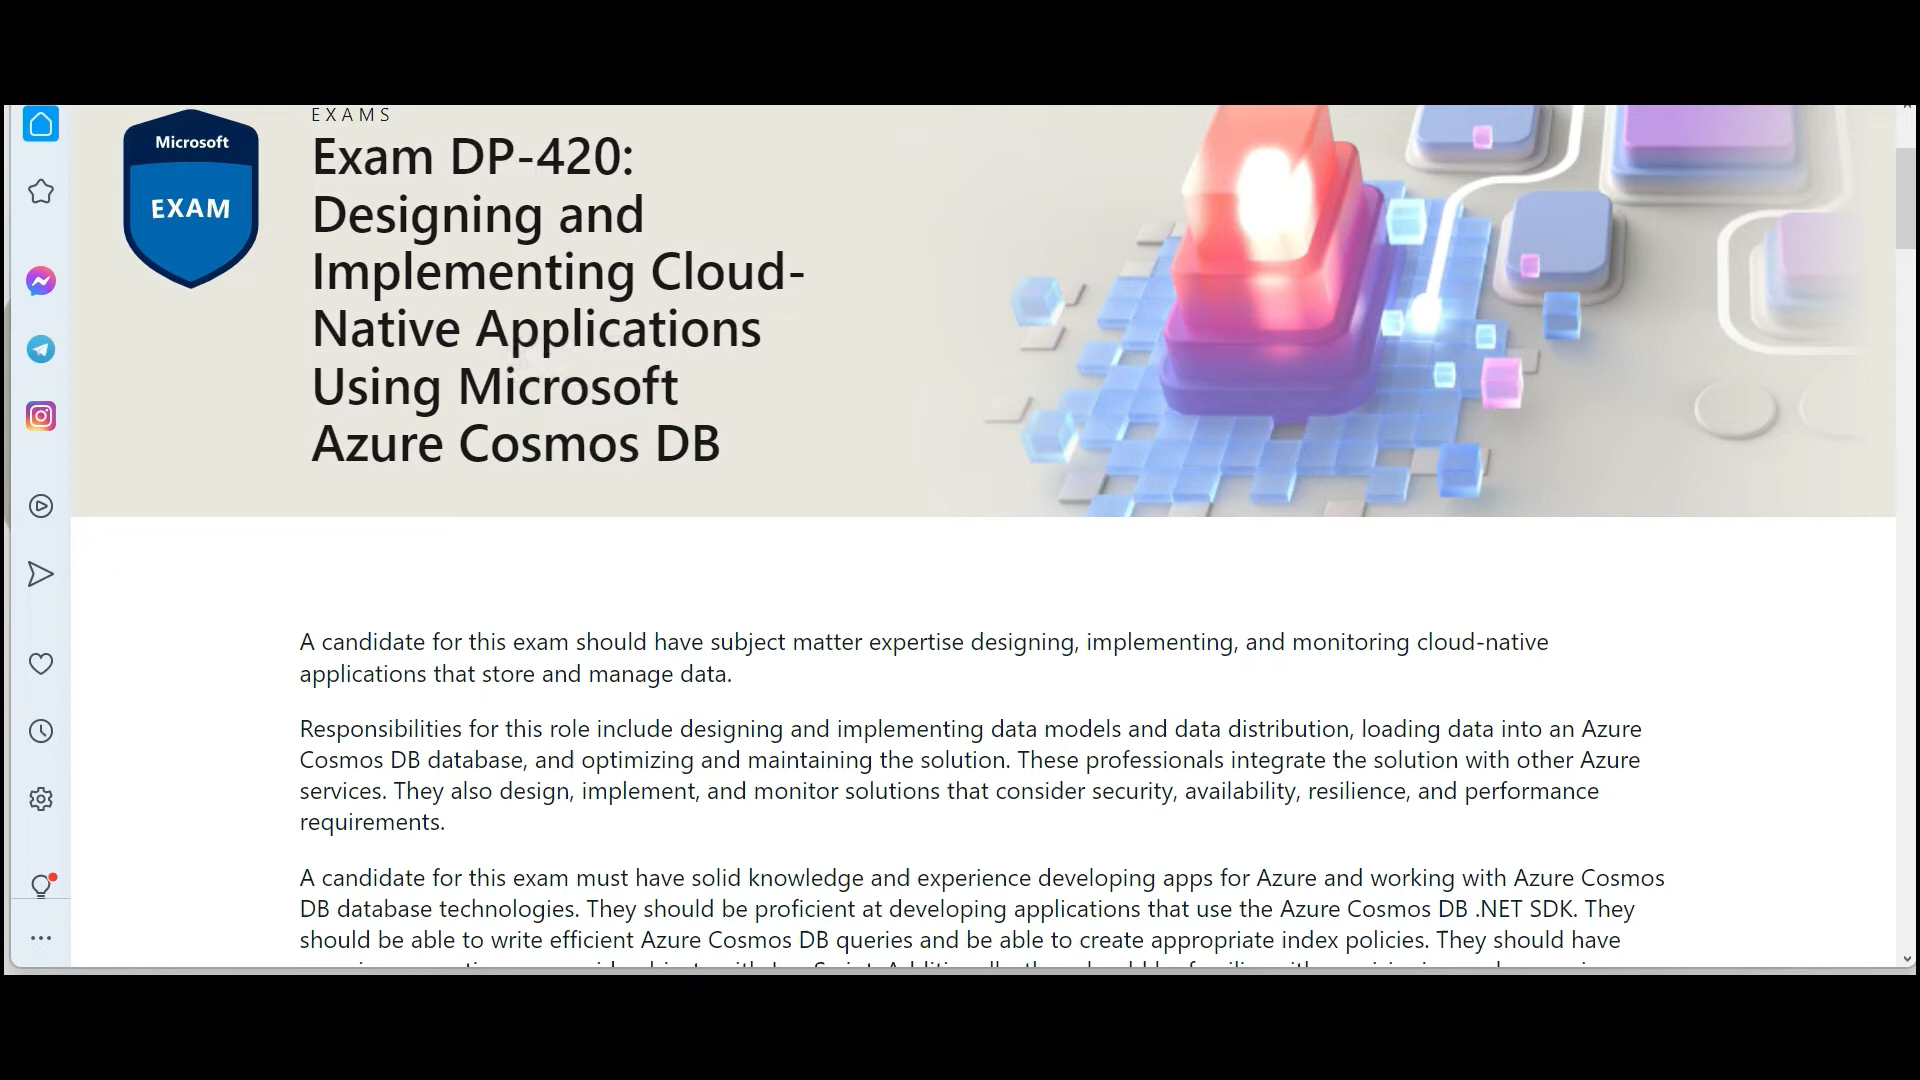 EXAMS
Microsoft
EXAM
Exam DP-420:
Designing and
Implementing Cloud-
Native Applications
Using Microsoft
Azure Cosmos DB
A candidate for this exam should have subject matter expertise designing, implementing, and monitoring cloud-native
applications that store and manage data.
Responsibilities for this role include designing and implementing data models and data distribution, loading data into an Azure
Cosmos DB database, and optimizing and maintaining the solution. These professionals integrate the solution with other Azure
services. They also design, implement, and monitor solutions that consider security, availability, resilience, and performance
requirements.
A candidate for this exam must have solid knowledge and experience developing apps for Azure and working with Azure Cosmos
DB database technologies. They should be proficient at developing applications that use the Azure Cosmos DB .NET SDK. They
should be able to write efficient Azure Cosmos DB queries and be able to create appropriate index policies. They should have